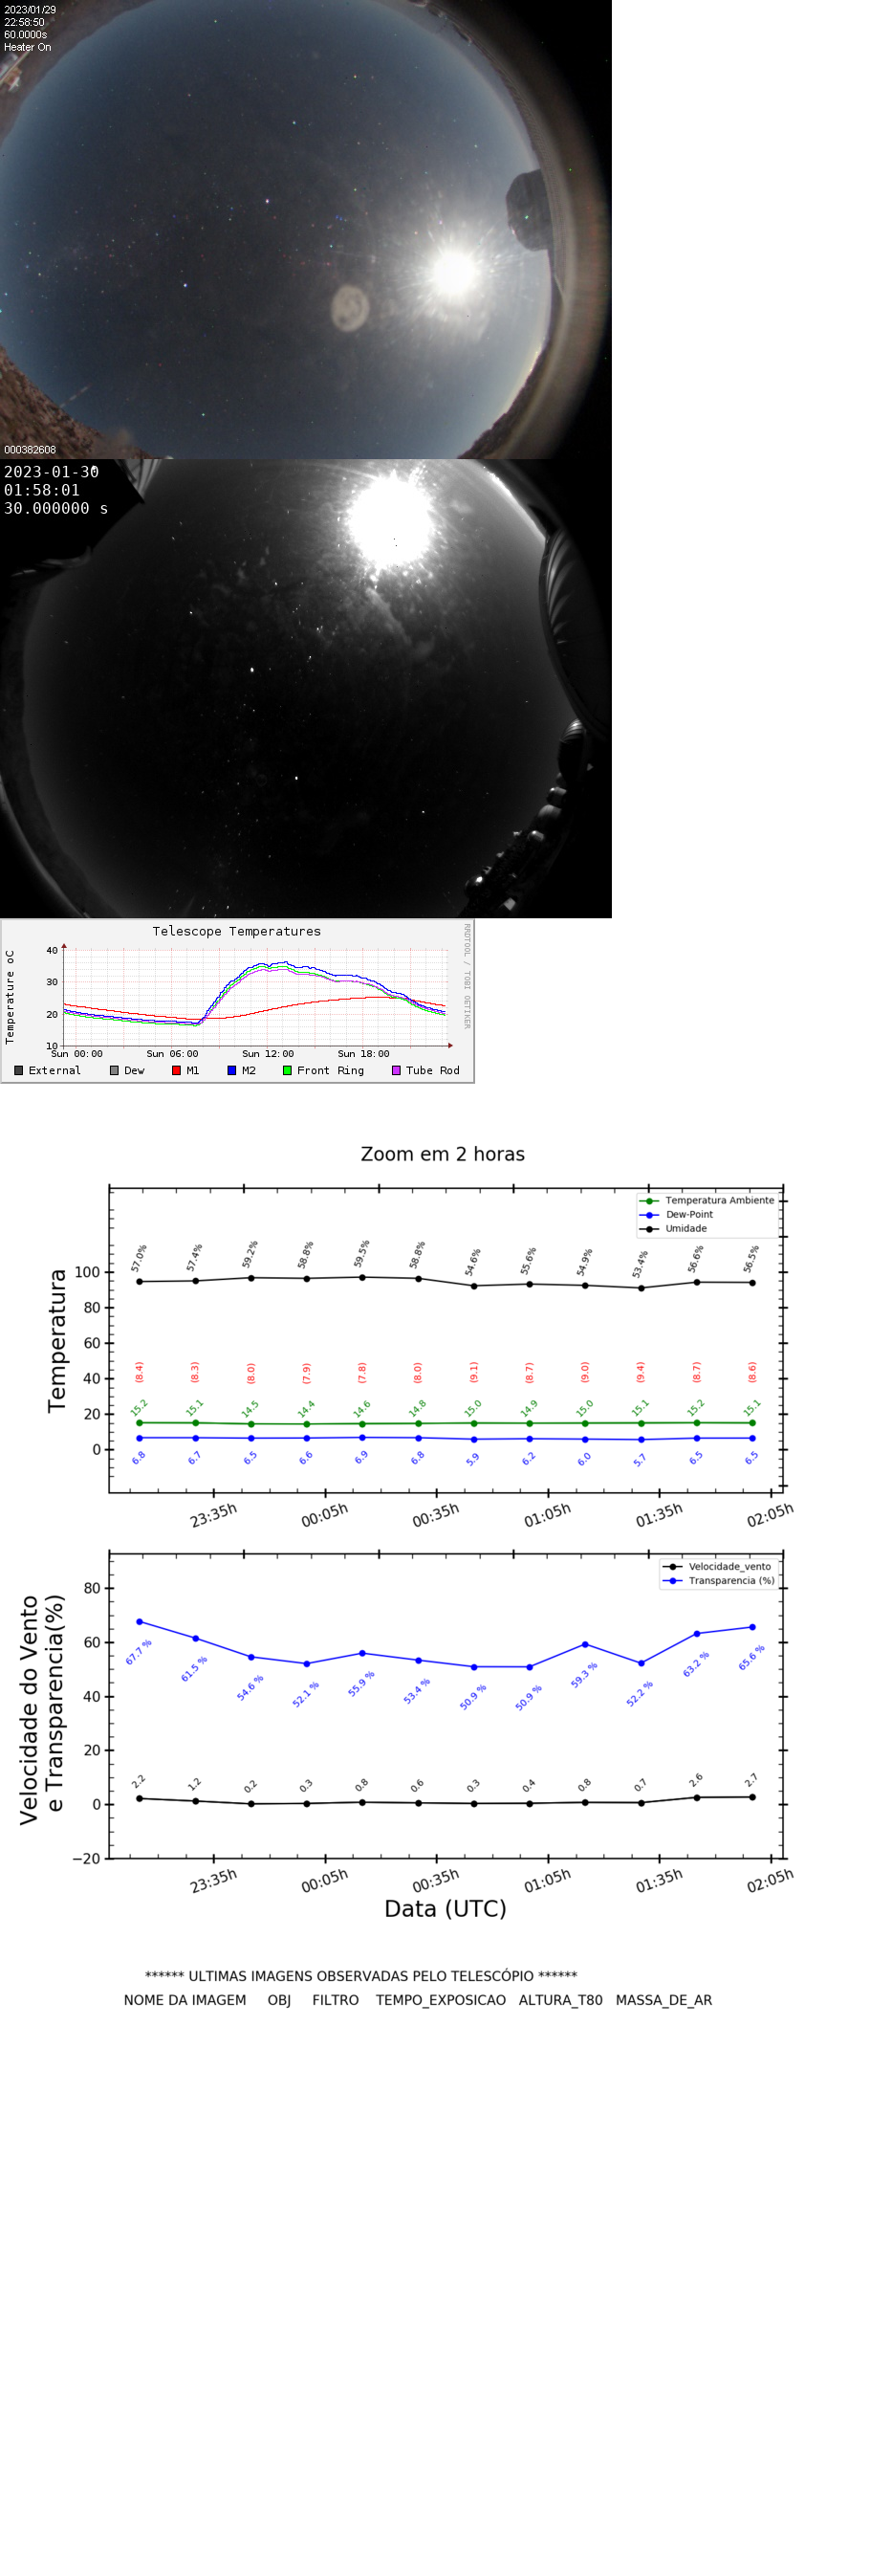 2023/01/29
22:58:50
60.0000s
Heater On
000382608
2023-01-30
01:58:01
30.000000 s
Telescope Temperatures
Temperature oC
40
30
20
10
Sun 00:00 Sun 06:00 Sun 12:00 Sun 18:00
External Dew M1 M2 Front Ring Tube Rod
RRDTOOL / TOBI OETIKER
Zoom em 2 horas
Temperatura
Temperatura Ambiente
Dew-Point
Umidade
57.0% 57.4% 59.2% 58.8% 59.5% 58.8% 54.6% 55.6% 54.9% 53.4% 56.6% 56.5%
100
80
60
40
20
0
(8.4) (8.3) (8.0) (7.9) (7.8) (8.0) (9.1) (8.7) (9.0) (9.4) (8.7) (8.6)
15.2 15.1 14.5 14.4 14.6 14.8 15.0 14.9 15.0 15.1 15.2 15.1
6.8 6.7 6.5 6.6 6.9 6.8 5.9 6.2 6.0 5.7 6.5 6.5
23:35h 00:05h 00:35h 01:05h 01:35h 02:05h
Velocidade do Vento
e Transparencia(%)
Velocidade_vento
Transparencia (%)
80
60
40
20
0
−20
67.7 % 61.5 % 54.6 % 52.1 % 55.9 % 53.4 % 50.9 % 50.9 % 59.3 % 52.2 % 63.2 % 65.6 %
2.2 1.2 0.2 0.3 0.8 0.6 0.3 0.4 0.8 0.7 2.6 2.7
23:35h 00:05h 00:35h 01:05h 01:35h 02:05h
Data (UTC)
****** ULTIMAS IMAGENS OBSERVADAS PELO TELESCÓPIO ******
NOME DA IMAGEM OBJ FILTRO TEMPO_EXPOSICAO ALTURA_T80 MASSA_DE_AR